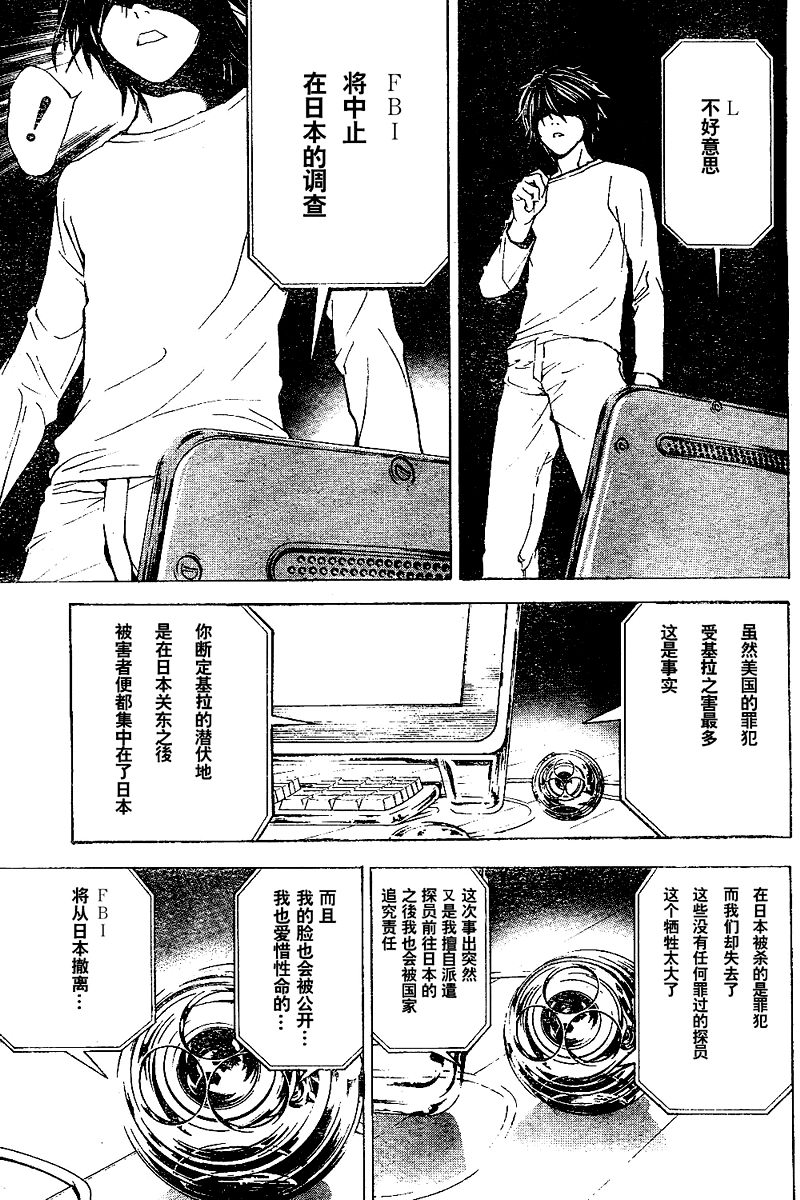 L
不好意思
FBI
将中止
在日本的调查
！
虽然美国的罪犯
受基拉之害最多
这是事实
你断定基拉的潜伏地
是在日本关东之後
被害者便都集中在了日本
在日本被杀的是罪犯
而我们却失去了
这些没有任何罪过的探员
这个牺牲太大了
这次事出突然
又是我擅自派遣
探员前往日本的
之後我也会被国家
追究责任
而且
我的脸也会被公开…
我也爱惜性命的…
FBI
将从日本撤离…